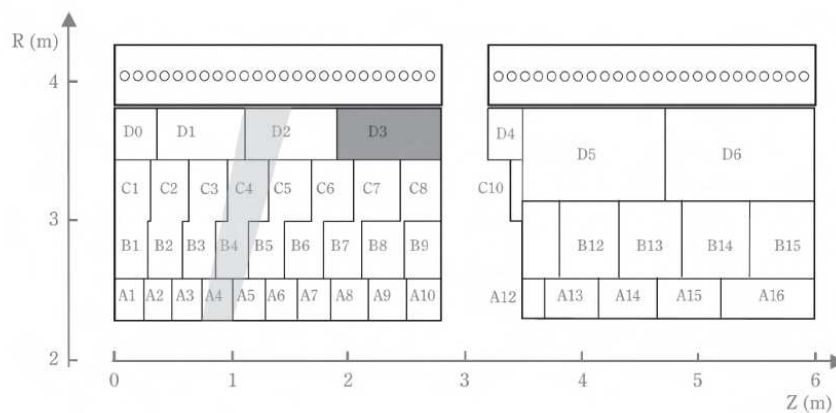 R (m)
4
D0 D1 D2 D3 D4 D5 D6
C1 C2 C3 C4 C5 C6 C7 C8 C10
3
B1 B2 B3 B4 B5 B6 B7 B8 B9 B12 B13 B14 B15
A1 A2 A3 A4 A5 A6 A7 A8 A9 A10 A12 A13 A14 A15 A16
2
0 1 2 3 4 5 6
Z (m)